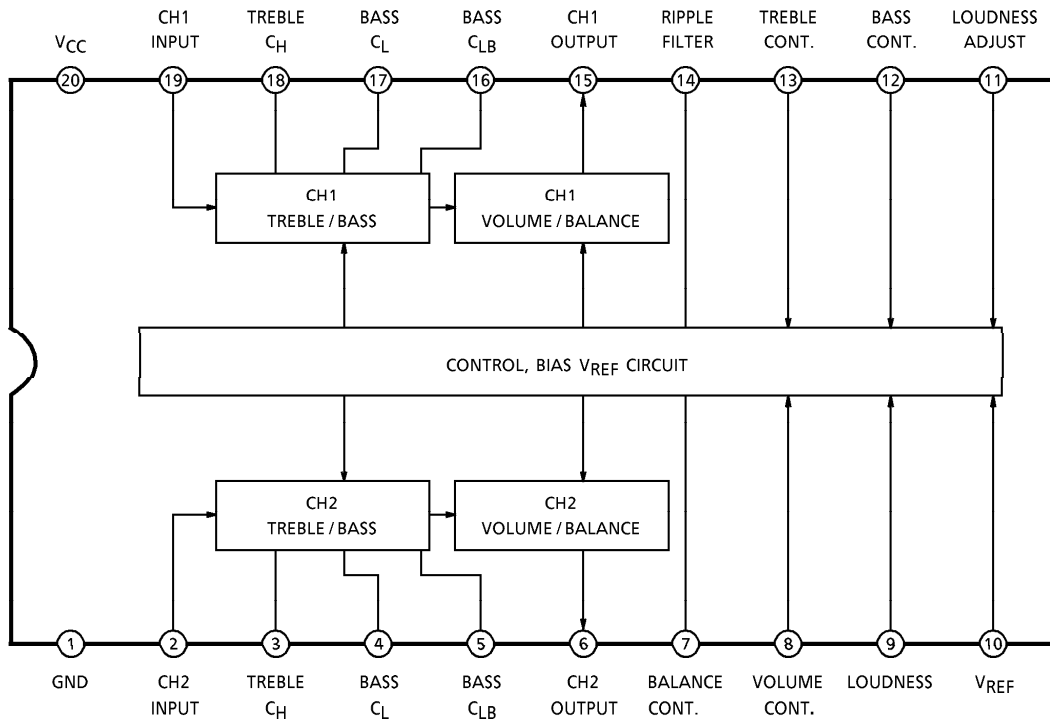 VCC
CH1
INPUT
TREBLE
CH
BASS
CL
BASS
CLB
CH1
OUTPUT
RIPPLE
FILTER
TREBLE
CONT.
BASS
CONT.
LOUDNESS
ADJUST
20
19
18
17
16
15
14
13
12
11
CH1
TREBLE/BASS
CH1
VOLUME/BALANCE
CONTROL, BIAS VREF CIRCUIT
CH2
TREBLE/BASS
CH2
VOLUME/BALANCE
1
2
3
4
5
6
7
8
9
10
GND
CH2
INPUT
TREBLE
CH
BASS
CL
BASS
CLB
CH2
OUTPUT
BALANCE
CONT.
VOLUME
CONT.
LOUDNESS
VREF